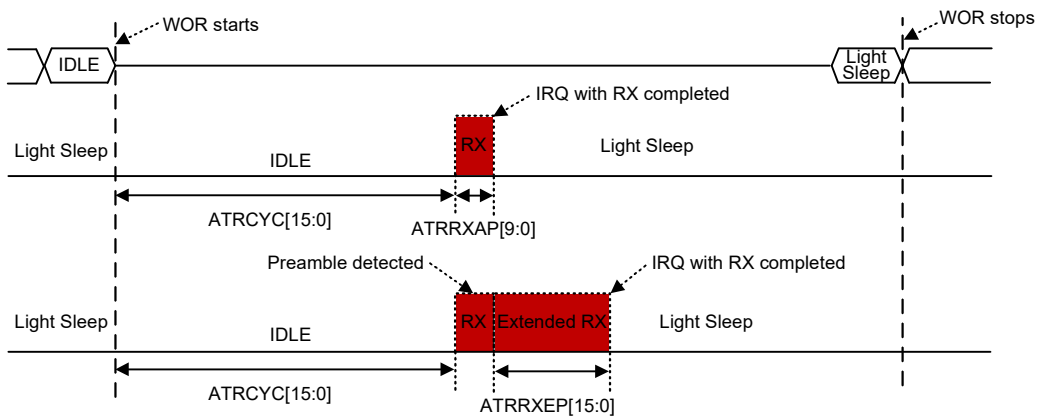 WOR starts
WOR stops
IDLE
Light
Sleep
IRQ with RX completed
Light Sleep
IDLE
RX
Light Sleep
ATRCYC[15:0]
ATRRXAP[9:0]
Preamble detected
IRQ with RX completed
Light Sleep
IDLE
RX
Extended RX
Light Sleep
ATRCYC[15:0]
ATRRXEP[15:0]